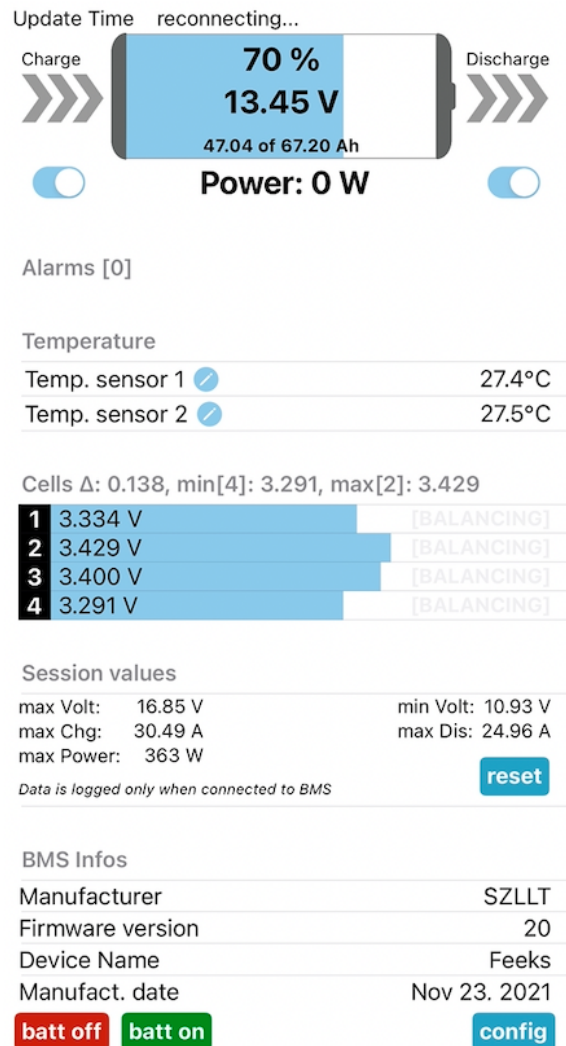 Update Time reconnecting...
Charge 70 % Discharge
13.45 V
47.04 of 67.20 Ah
Power: 0 W
Alarms [0]
Temperature
Temp. sensor 1 27.4°C
Temp. sensor 2 27.5°C
Cells Δ: 0.138, min[4]: 3.291, max[2]: 3.429
1 3.334 V [BALANCING]
2 3.429 V [BALANCING]
3 3.400 V [BALANCING]
4 3.291 V [BALANCING]
Session values
max Volt: 16.85 V min Volt: 10.93 V
max Chg: 30.49 A max Dis: 24.96 A
max Power: 363 W
reset
Data is logged only when connected to BMS
BMS Infos
Manufacturer SZLLT
Firmware version 20
Device Name Feeks
Manufact. date Nov 23. 2021
batt off batt on config